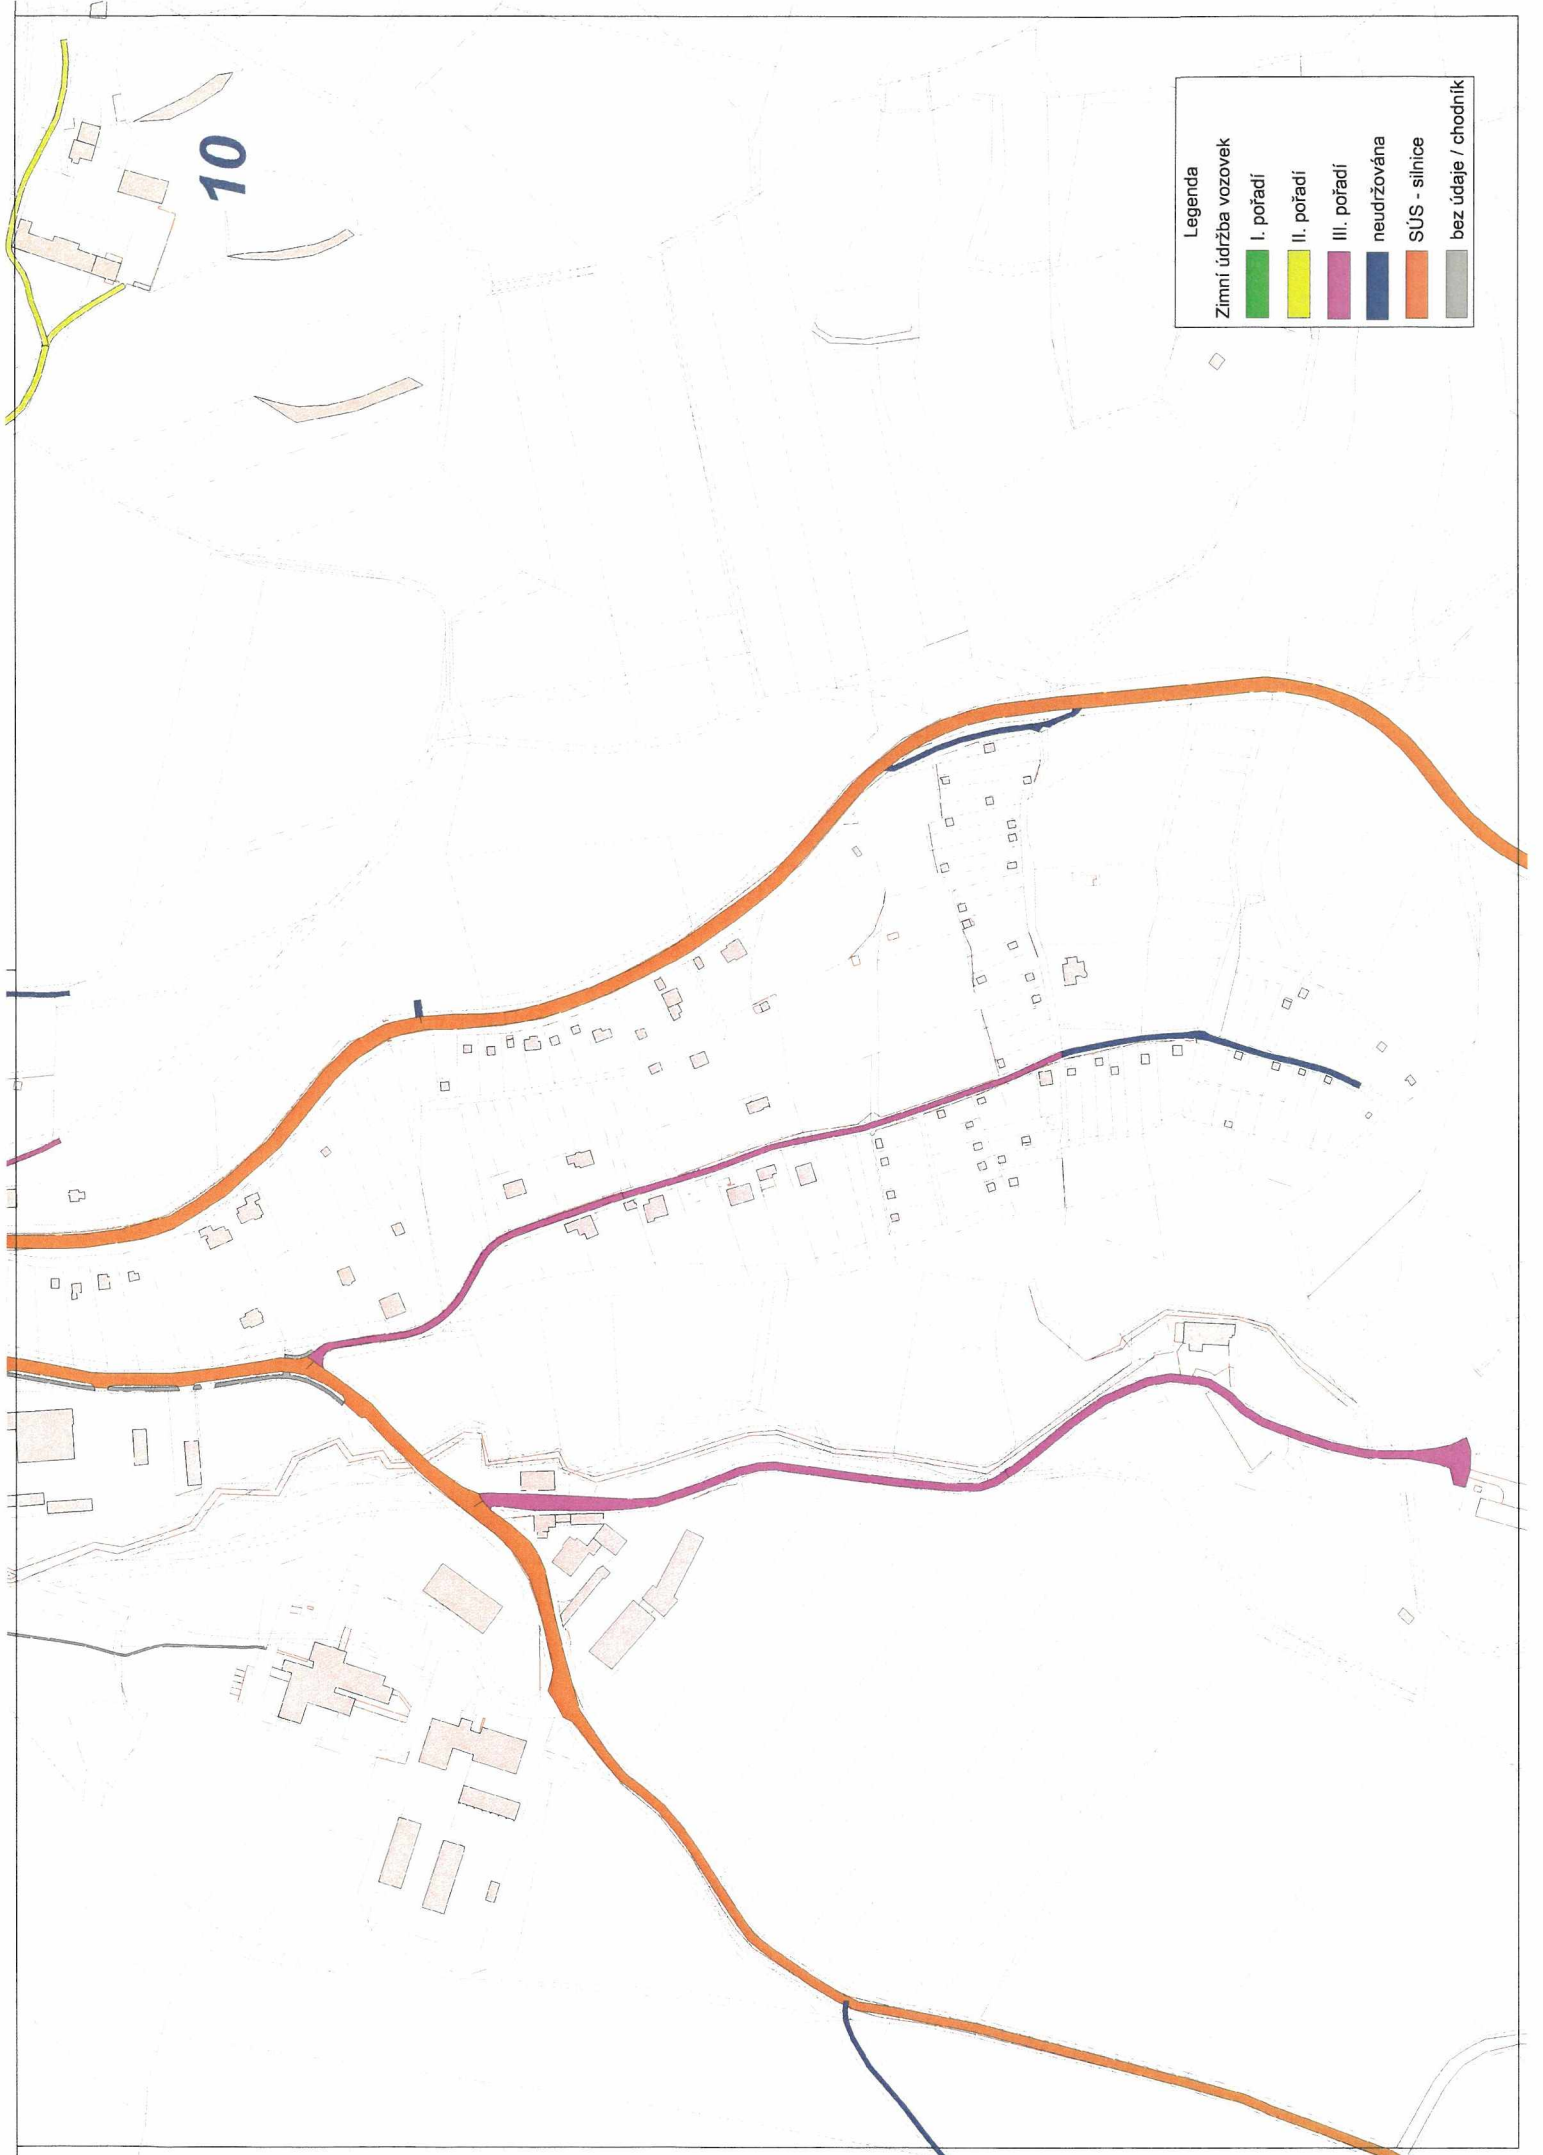 10
Legenda
Zimní údržba vozovek
I. pořadí
II. pořadí
III. pořadí
neudržována
SÚS - silnice
bez údaje / chodník